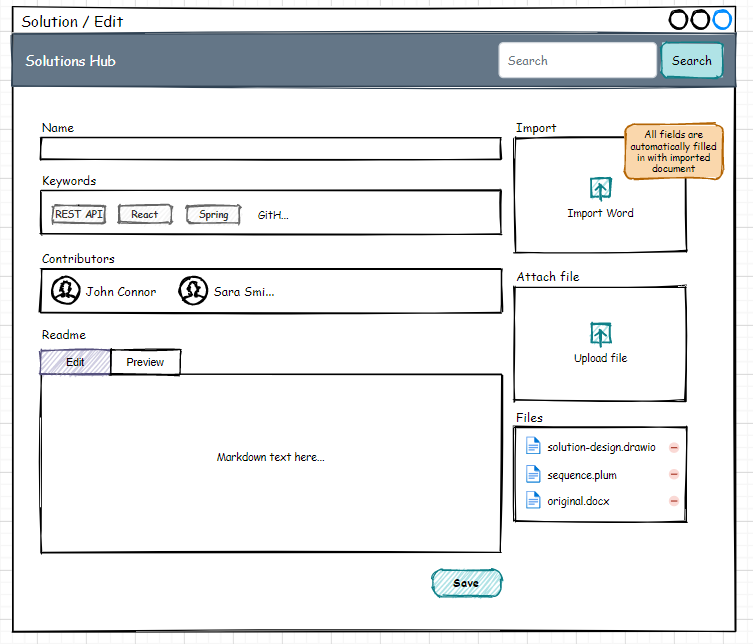 Solution / Edit
Solutions Hub
Search
Search
Name
Keywords
REST API
React
Spring
GitH...
Contributors
John Connor
Sara Smi...
Readme
Edit
Preview
Markdown text here...
Save
Import
All fields are
automatically filled
in with imported
document
Import Word
Attach file
Upload file
Files
solution-design.drawio
sequence.plum
original.docx